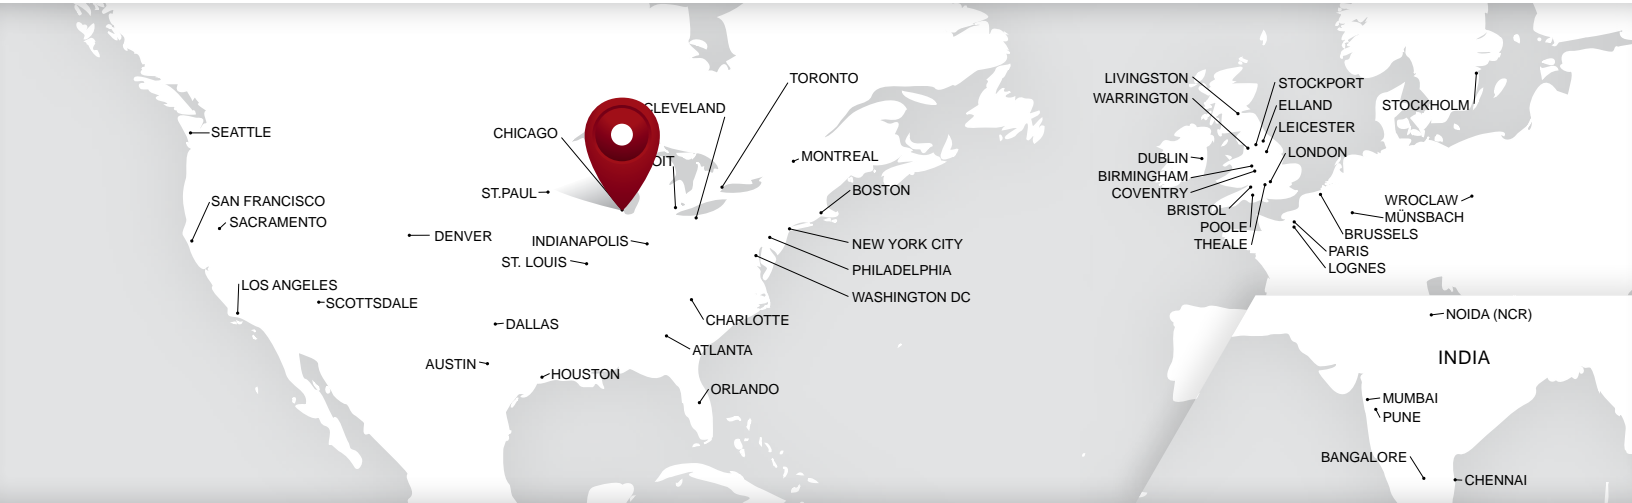 TORONTO
CLEVELAND
CHICAGO
SEATTLE
OIT
MONTREAL
ST.PAUL
BOSTON
SAN FRANCISCO
SACRAMENTO
DENVER
INDIANAPOLIS
NEW YORK CITY
ST. LOUIS
PHILADELPHIA
LOS ANGELES
SCOTTSDALE
WASHINGTON DC
DALLAS
CHARLOTTE
ATLANTA
AUSTIN
HOUSTON
ORLANDO
LIVINGSTON
STOCKPORT
WARRINGTON
ELLAND
STOCKHOLM
LEICESTER
LONDON
DUBLIN
BIRMINGHAM
COVENTRY
WROCLAW
BRISTOL
MÜNSBACH
POOLE
BRUSSELS
THEALE
PARIS
LOGNES
NOIDA (NCR)
INDIA
MUMBAI
PUNE
BANGALORE
CHENNAI